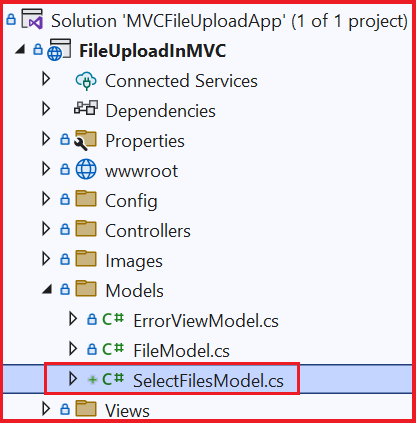 Solution 'MVCFileUploadApp' (1 of 1 project)
FileUploadInMVC
Connected Services
Dependencies
Properties
wwwroot
Config
Controllers
Images
Models
C# ErrorViewModel.cs
C# FileModel.cs
C# SelectFilesModel.cs
Views